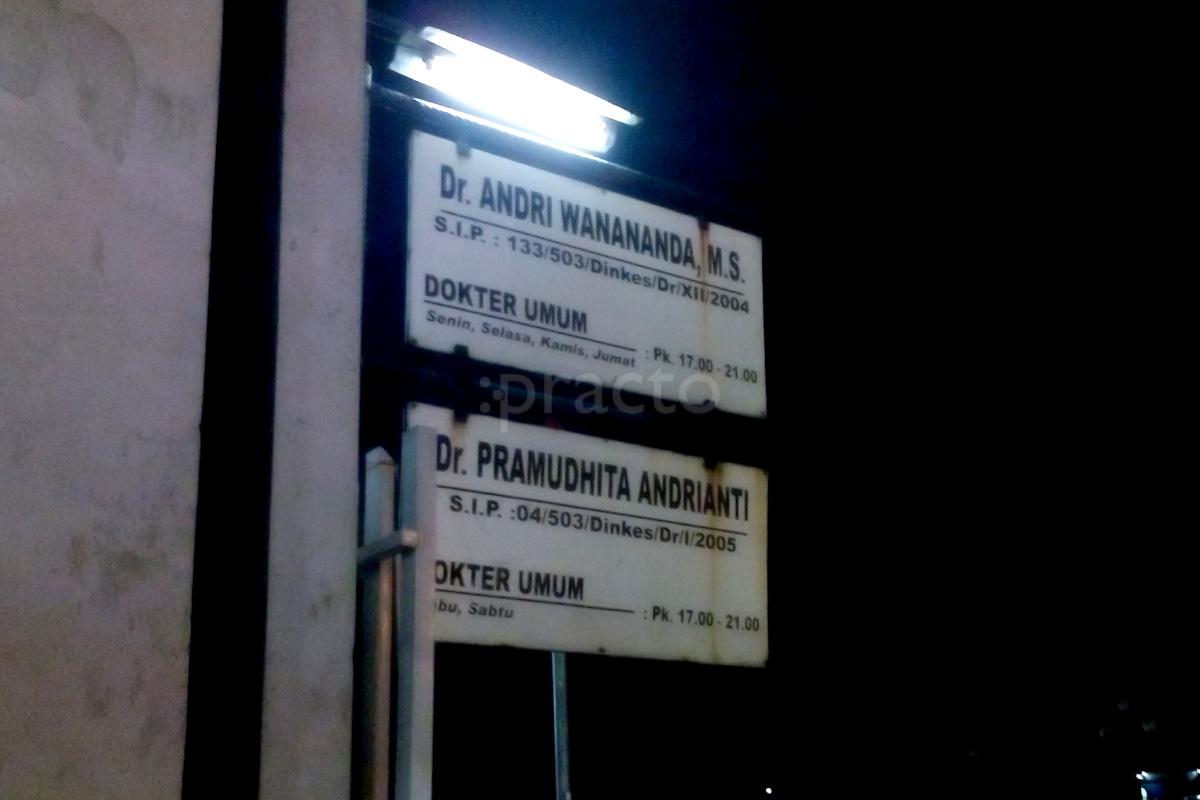 Dr. ANDRI WANANANDA, M.S.
S.I.P. : 133/503/Dinkes/Dr/XII/2004
DOKTER UMUM
Senin, Selasa, Kamis, Jumat : Pk. 17.00 - 21.00
:practo
Dr. PRAMUDHITA ANDRIANTI
S.I.P. :04/503/Dinkes/Dr/I/2005
OKTER UMUM
abu, Sabtu : Pk. 17.00 - 21.00